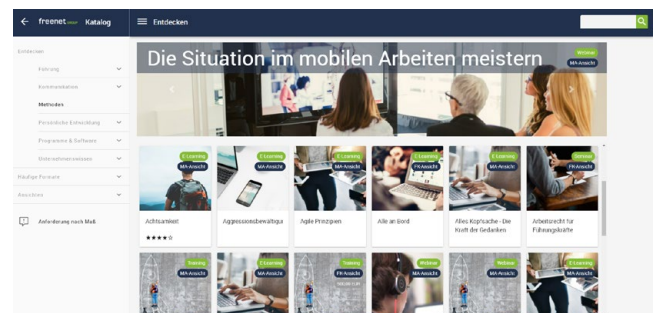 freenet Katalog
Entdecken
Entdecken
Führung
Kommunikation
Methoden
Persönliche Entwicklung
Programme & Software
Unternehmenswissen
Häufige Formate
Ansichten
Anforderung nach Maß
Die Situation im mobilen Arbeiten meistern
Webinar
MA-Ansicht
E-Learning
MA-Ansicht
Achtsamkeit
E-Learning
MA-Ansicht
Aggressionsbewältigu
E-Learning
MA-Ansicht
Agile Prinzipien
E-Learning
FK-Ansicht
Alle an Bord
E-Learning
MA-Ansicht
Alles Kopfsache - Die
Kraft der Gedanken
Seminar
FK-Ansicht
Arbeitsrecht für
Führungskräfte
Training
MA-Ansicht
E-Learning
MA-Ansicht
Training
FK-Ansicht
Webinar
MA-Ansicht
Webinar
MA-Ansicht
E-Learning
MA-Ansicht